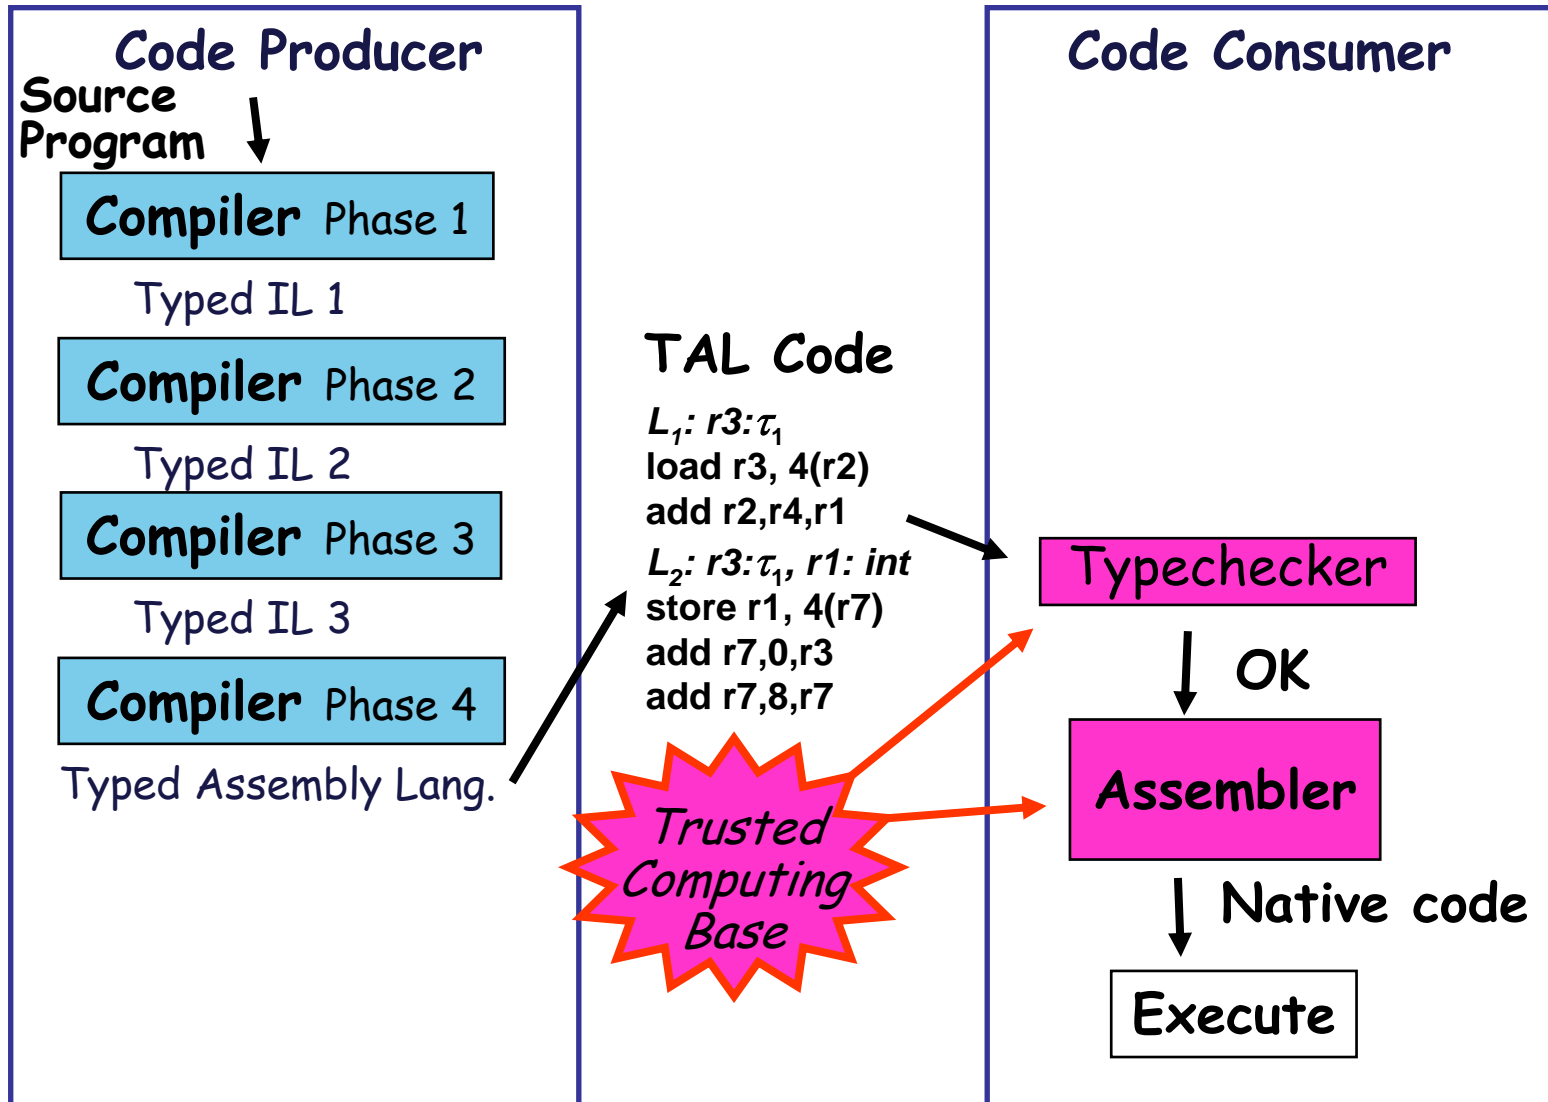 Code Producer
Source
Program
Compiler Phase 1
Typed IL 1
Compiler Phase 2
Typed IL 2
Compiler Phase 3
Typed IL 3
Compiler Phase 4
Typed Assembly Lang.
TAL Code
L₁: r3:τ₁
load r3, 4(r2)
add r2,r4,r1
L₂: r3:τ₁, r1: int
store r1, 4(r7)
add r7,0,r3
add r7,8,r7
Trusted
Computing
Base
Code Consumer
Typechecker
OK
Assembler
Native code
Execute